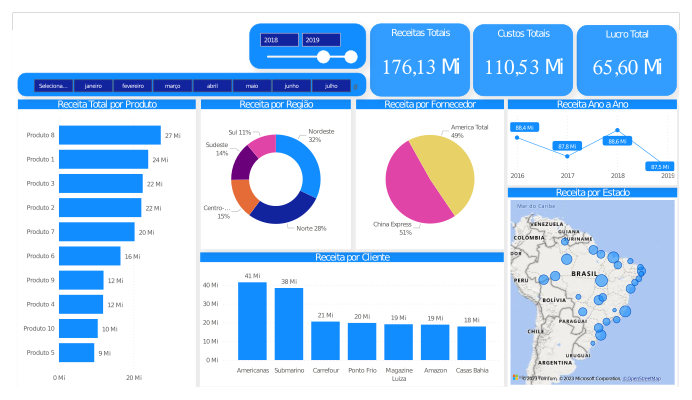 2018
2019
Receitas Totais
176,13 Mi
Custos Totais
110,53 Mi
Lucro Total
65,60 Mi
Seleciona...
janeiro
fevereiro
março
abril
maio
junho
julho
Receita Total por Produto
Produto 8
27 Mi
Produto 1
24 Mi
Produto 3
22 Mi
Produto 2
22 Mi
Produto 7
20 Mi
Produto 6
16 Mi
Produto 9
12 Mi
Produto 4
12 Mi
Produto 10
10 Mi
Produto 5
9 Mi
0 Mi
20 Mi
Receita por Região
Sul 11%
Nordeste
32%
Sudeste
14%
Centro-...
15%
Norte 28%
Receita por Fornecedor
America Total
49%
China Express
51%
Receita Ano a Ano
88,4 Mi
87,8 Mi
88,6 Mi
87,5 Mi
2016
2017
2018
2019
Receita por Cliente
40 Mi
30 Mi
20 Mi
10 Mi
0 Mi
41 Mi
38 Mi
21 Mi
20 Mi
19 Mi
19 Mi
18 Mi
Americanas
Submarino
Carrefour
Ponto Frio
Magazine
Luiza
Amazon
Casas Bahia
Receita por Estado
Mar do Caribe
VENEZUELA
GUIANA
SURINAME
COLÔMBIA
DOR
PERU
BRASIL
BOLÍVIA
PARAGUAI
CHILE
URUGUAI
ARGENTINA
© 2023 TomTom, © 2023 Microsoft Corporation, © OpenStreetMap